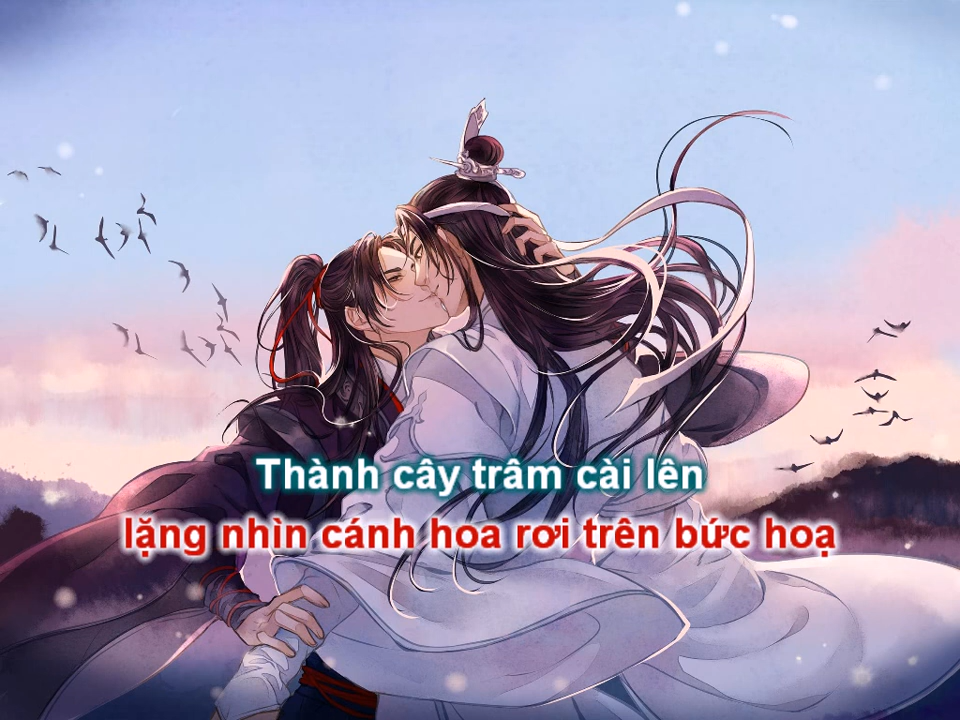 Thành cây trâm cài lên
lặng nhìn cánh hoa rơi trên bức hoạ